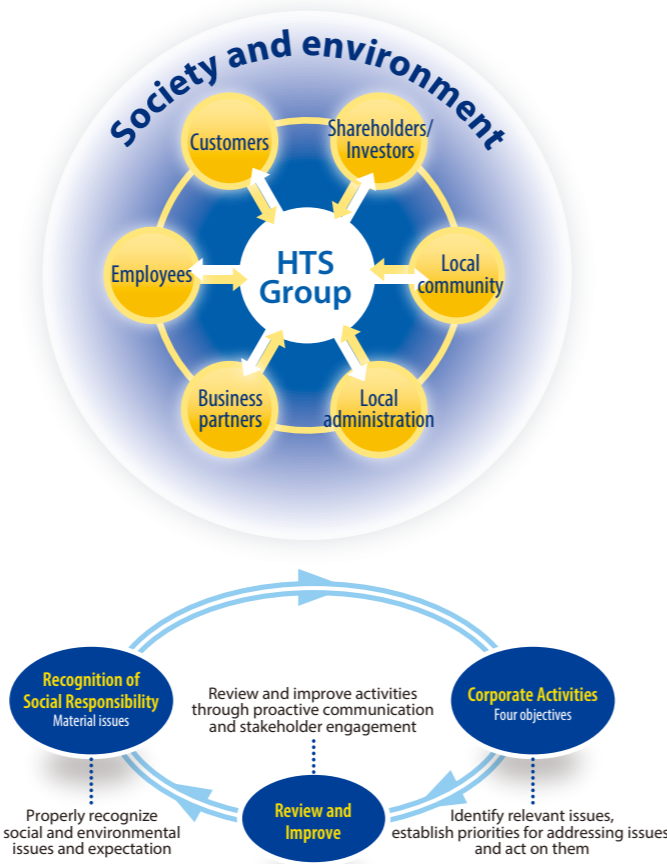 Society and environment
Customers
Shareholders/
Investors
Employees
HTS
Group
Local
community
Business
partners
Local
administration
Recognition of
Social Responsibility
Material issues
Review and improve activities
through proactive communication
and stakeholder engagement
Corporate Activities
Four objectives
Properly recognize
social and environmental
issues and expectation
Review and
Improve
Identify relevant issues,
establish priorities for addressing issues
and act on them